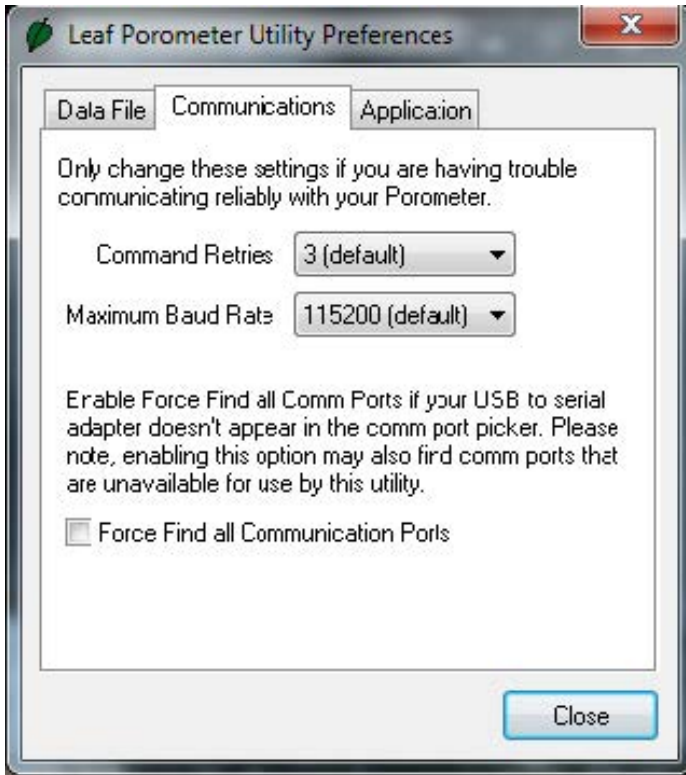 Leaf Porometer Utility Preferences
Data File
Communications
Application
Only change these settings if you are having trouble
communicating reliably with your Porometer.
Command Retries
3 (default)
Maximum Baud Rate
115200 (default)
Enable Force Find all Comm Ports if your USB to serial
adapter doesn't appear in the comm port picker. Please
note, enabling this option may also find comm ports that
are unavailable for use by this utility.
Force Find all Communication Ports
Close